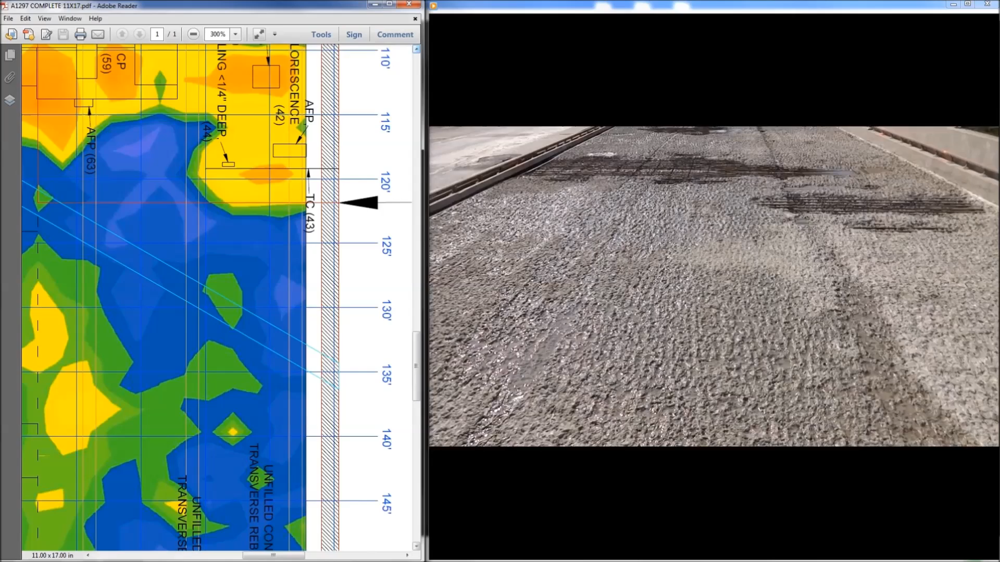 A1297 COMPLETE 11X17.pdf - Adobe Reader
File Edit View Window Help
1 / 1
300%
Tools Sign Comment
CP
(59)
LING <1/4" DEEP,
(44)
LORESCENCE
(42)
AFP,
AFP (63)
TC (43)
110'
115'
120'
125'
130'
135'
140'
145'
UNFILLED CON
TRANSVERSE REB
UNFILLED
TRANSVERSE
11.00 x 17.00 in